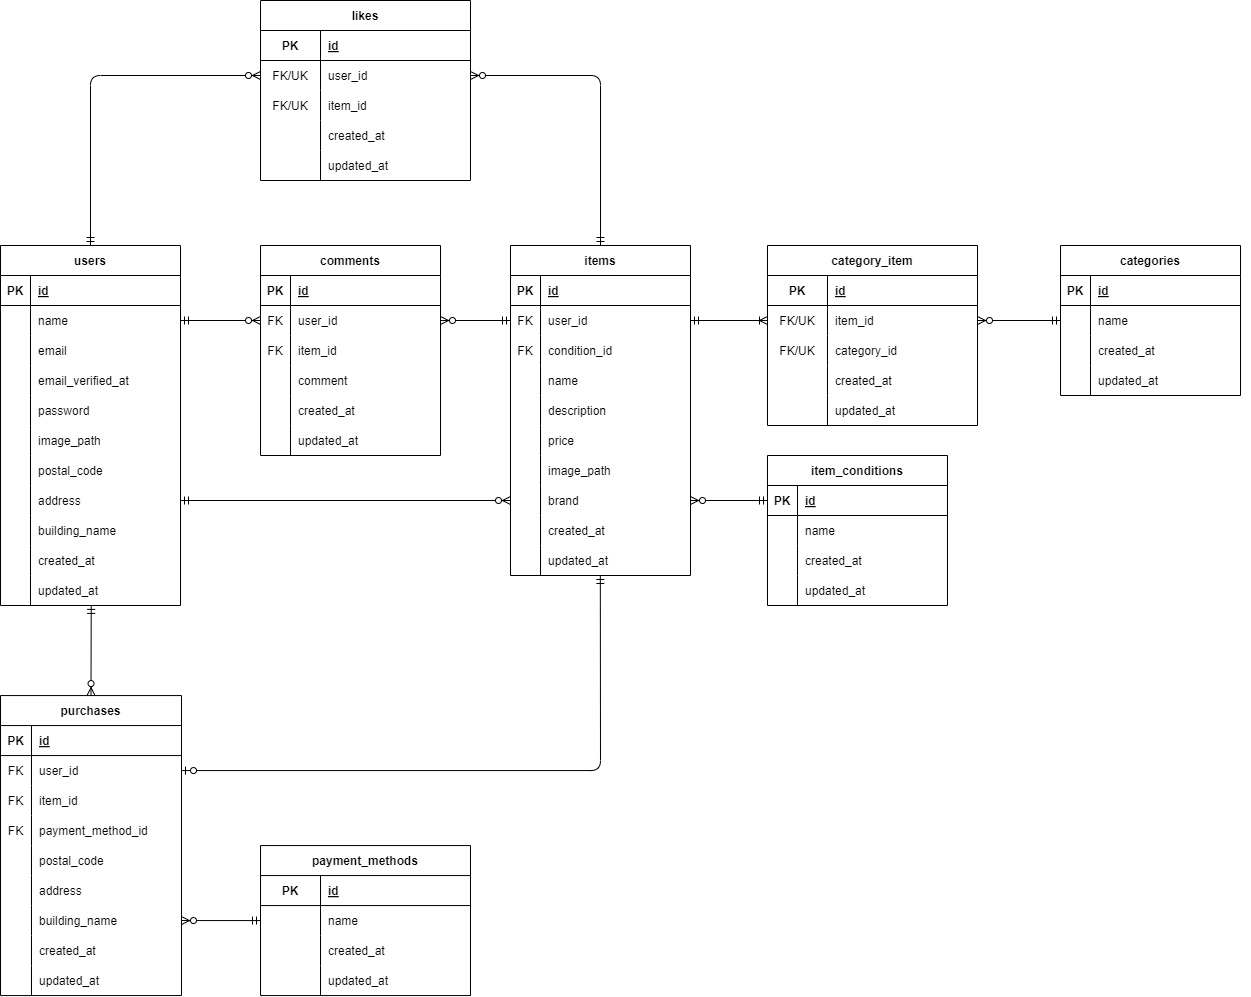 likes
PK id
FK/UK user_id
FK/UK item_id
created_at
updated_at
users
PK id
name
email
email_verified_at
password
image_path
postal_code
address
building_name
created_at
updated_at
comments
PK id
FK user_id
FK item_id
comment
created_at
updated_at
items
PK id
FK user_id
FK condition_id
name
description
price
image_path
brand
created_at
updated_at
category_item
PK id
FK/UK item_id
FK/UK category_id
created_at
updated_at
categories
PK id
name
created_at
updated_at
item_conditions
PK id
name
created_at
updated_at
purchases
PK id
FK user_id
FK item_id
FK payment_method_id
postal_code
address
building_name
created_at
updated_at
payment_methods
PK id
name
created_at
updated_at